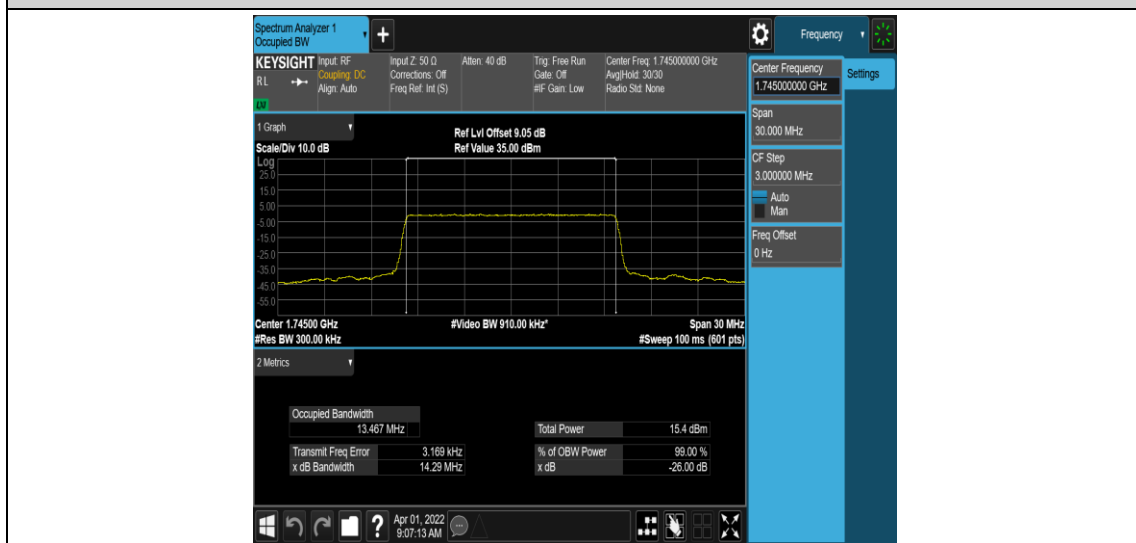 Spectrum Analyzer 1
Occupied BW
Frequency
KEYSIGHT
RL
Input: RF
Coupling: DC
Align: Auto
Input Z: 50 Ω
Corrections: Off
Freq Ref: Int (S)
Atten: 40 dB
Trig: Free Run
Gate: Off
#IF Gain: Low
Center Freq: 1.745000000 GHz
Avg|Hold: 30/30
Radio Std: None
Center Frequency
1.745000000 GHz
Settings
Span
30.000 MHz
CF Step
3.000000 MHz
Auto
Man
Freq Offset
0 Hz
1 Graph
Scale/Div 10.0 dB
Ref Lvl Offset 9.05 dB
Ref Value 35.00 dBm
Log
25.0
15.0
5.00
-5.00
-15.0
-25.0
-35.0
-45.0
-55.0
Center 1.74500 GHz
#Video BW 910.00 kHz*
Span 30 MHz
#Res BW 300.00 kHz
#Sweep 100 ms (601 pts)
2 Metrics
Occupied Bandwidth
13.467 MHz
Total Power
15.4 dBm
Transmit Freq Error
3.169 kHz
% of OBW Power
99.00 %
x dB Bandwidth
14.29 MHz
x dB
-26.00 dB
?
Apr 01, 2022
9:07:13 AM